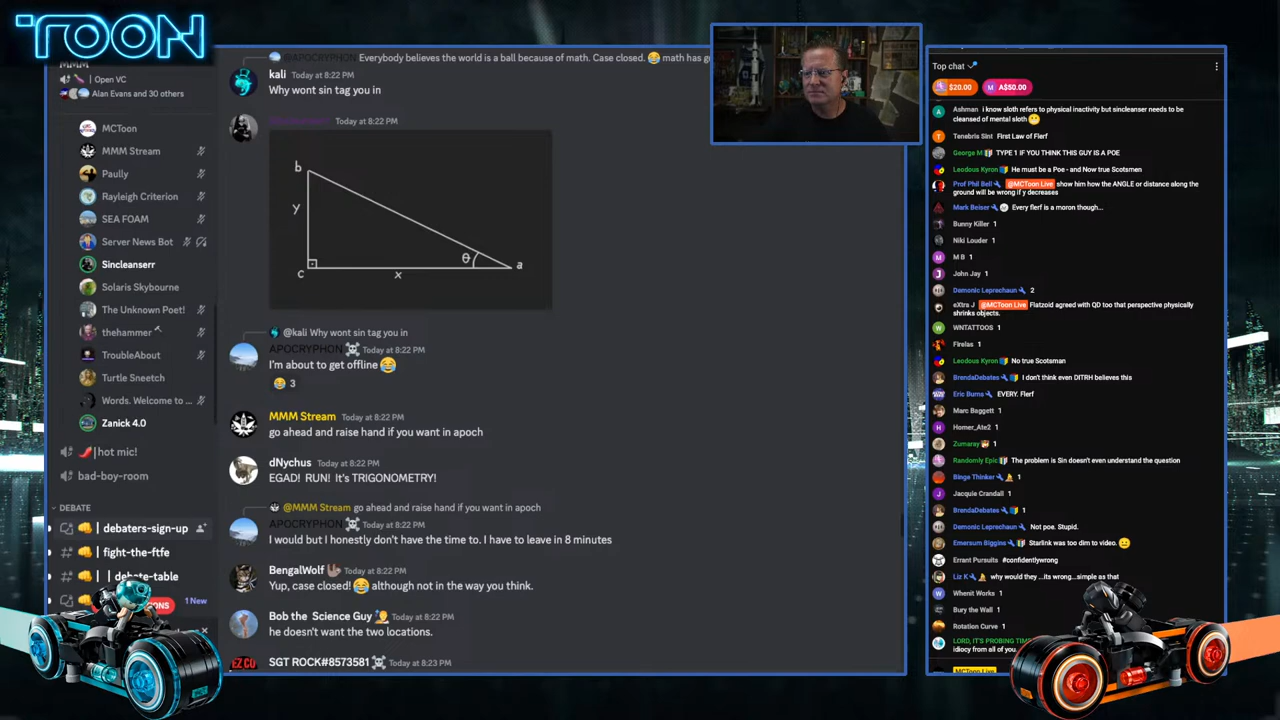 TOON
Open VC
Alan Evans and 30 others
MCToon
MMM Stream
Paully
Rayleigh Criterion
SEA FOAM
Server News Bot
Sincleanserr
Solaris Skybourne
The Unknown Poet!
thehammer
TroubleAbout
Turtle Sneetch
Words. Welcome to ...
Zanick 4.0
|hot mic!
bad-boy-room
DEBATE
| debaters-sign-up
| fight-the-ftfe
| | debate-table
1 New
@APOCRYPHON Everybody believes the world is a ball because of math. Case closed. 😂 math has g
kali Today at 8:22 PM
Why wont sin tag you in
Today at 8:22 PM
b
y
c
x
θ
a
@kali Why wont sin tag you in
APOCRYPHON☠ Today at 8:22 PM
I'm about to get offline 😂
😂 3
MMM Stream Today at 8:22 PM
go ahead and raise hand if you want in apoch
dNychus Today at 8:22 PM
EGAD! RUN! It's TRIGONOMETRY!
@MMM Stream go ahead and raise hand if you want in apoch
APOCRYPHON☠ Today at 8:22 PM
I would but I honestly don't have the time to. I have to leave in 8 minutes
BengalWolf Today at 8:22 PM
Yup, case closed! 😂 although not in the way you think.
Bob the Science Guy Today at 8:22 PM
he doesn't want the two locations.
EZ CO
SGT ROCK#8573581☠ Today at 8:23 PM
Top chat
$20.00
M A$50.00
Ashman i know sloth refers to physical inactivity but sincleanser needs to be
cleansed of mental sloth
Tenebris Sint First Law of Flerf
George M TYPE 1 IF YOU THINK THIS GUY IS A POE
Leodous Kyron He must be a Poe - and Now true Scotsmen
Prof Phil Bell @MCToon Live show him how the ANGLE or distance along the
ground will be wrong if y decreases
Mark Beiser Every flerf is a moron though...
Bunny Killer 1
Niki Louder 1
M B 1
John Jay 1
Demonic Leprechaun 2
eXtra J @MCToon Live Flatzoid agreed with QD too that perspective physically
shrinks objects.
WNTATTOOS 1
Firelas 1
Leodous Kyron No true Scotsman
BrendaDebates I don't think even DITRH believes this
Eric Burns EVERY. Flerf
Marc Baggett 1
Homer_Ate2 1
Zumaray 1
Randomly Epic The problem is Sin doesn't even understand the question
Binge Thinker 1
Jacquie Crandall 1
BrendaDebates 1
Demonic Leprechaun Not poe. Stupid.
Emersum Biggins Starlink was too dim to video.
Errant Pursuits #confidentlywrong
Liz K why would they ...its wrong...simple as that
Whenit Works 1
Bury the Wall 1
Rotation Curve 1
LORD, IT'S PROBING TIME
idiocy from all of you.
MCToon Live